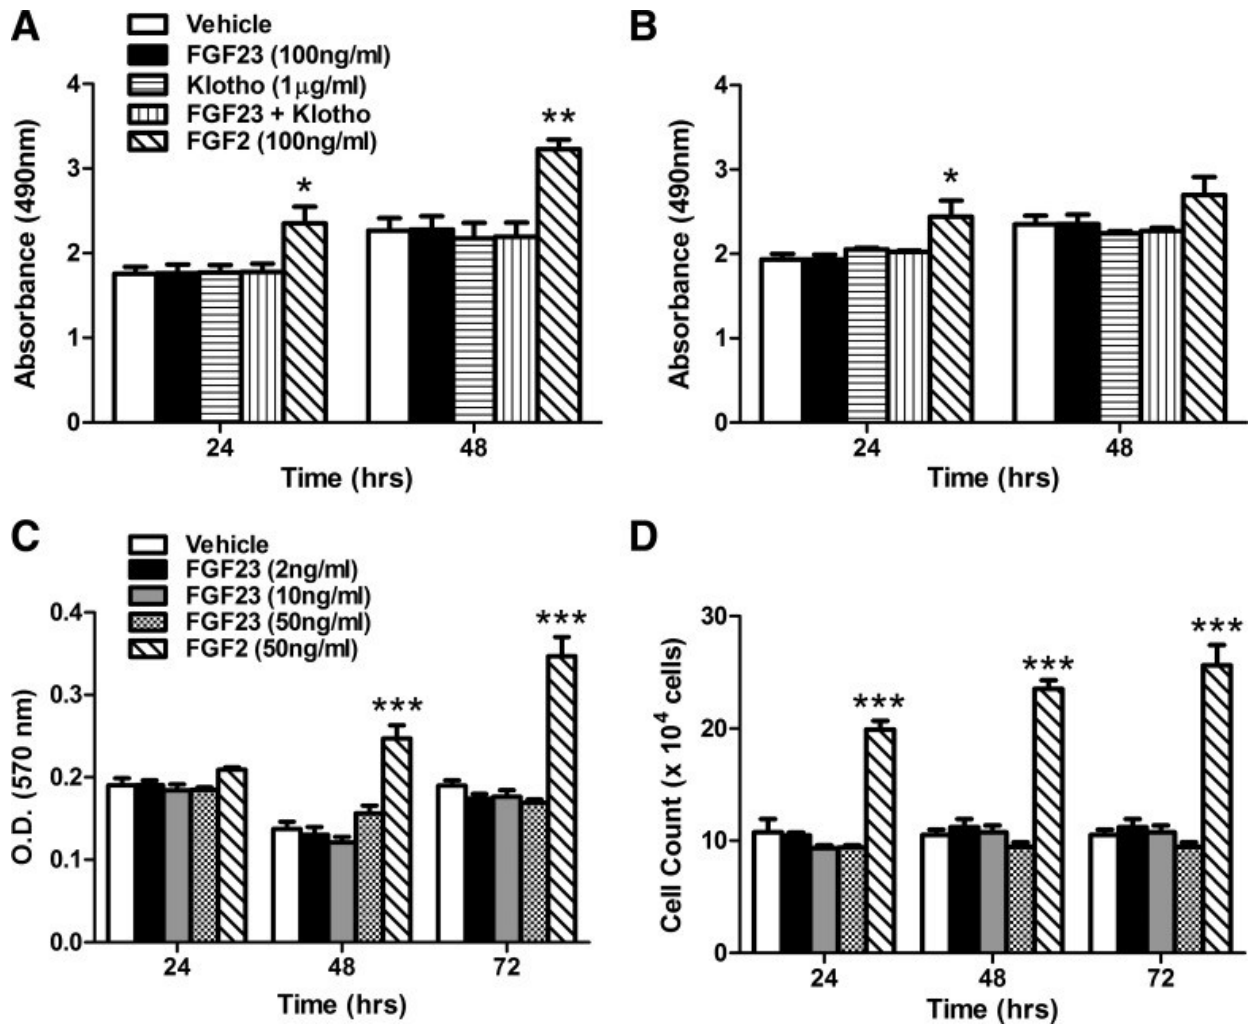 A
Vehicle
FGF23 (100ng/ml)
Klotho (1μg/ml)
FGF23 + Klotho
FGF2 (100ng/ml)
Absorbance (490nm)
4
3
2
1
0
*
**
24
48
Time (hrs)
B
Absorbance (490nm)
4
3
2
1
0
*
24
48
Time (hrs)
C
Vehicle
FGF23 (2ng/ml)
FGF23 (10ng/ml)
FGF23 (50ng/ml)
FGF2 (50ng/ml)
O.D. (570 nm)
0.4
0.3
0.2
0.1
0.0
***
***
24
48
72
Time (hrs)
D
Cell Count (x 10⁴ cells)
30
20
10
0
***
***
***
24
48
72
Time (hrs)